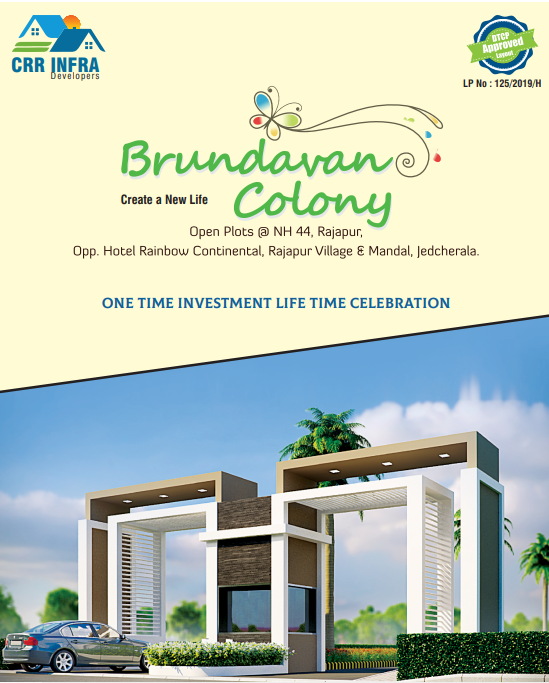 CRR INFRA
Developers
DTCP
Approved
Layout
LP No : 125/2019/H
Brundavan
Create a New Life
Colony
Open Plots @ NH 44, Rajapur,
Opp. Hotel Rainbow Continental, Rajapur Village & Mandal, Jedcherala.
ONE TIME INVESTMENT LIFE TIME CELEBRATION